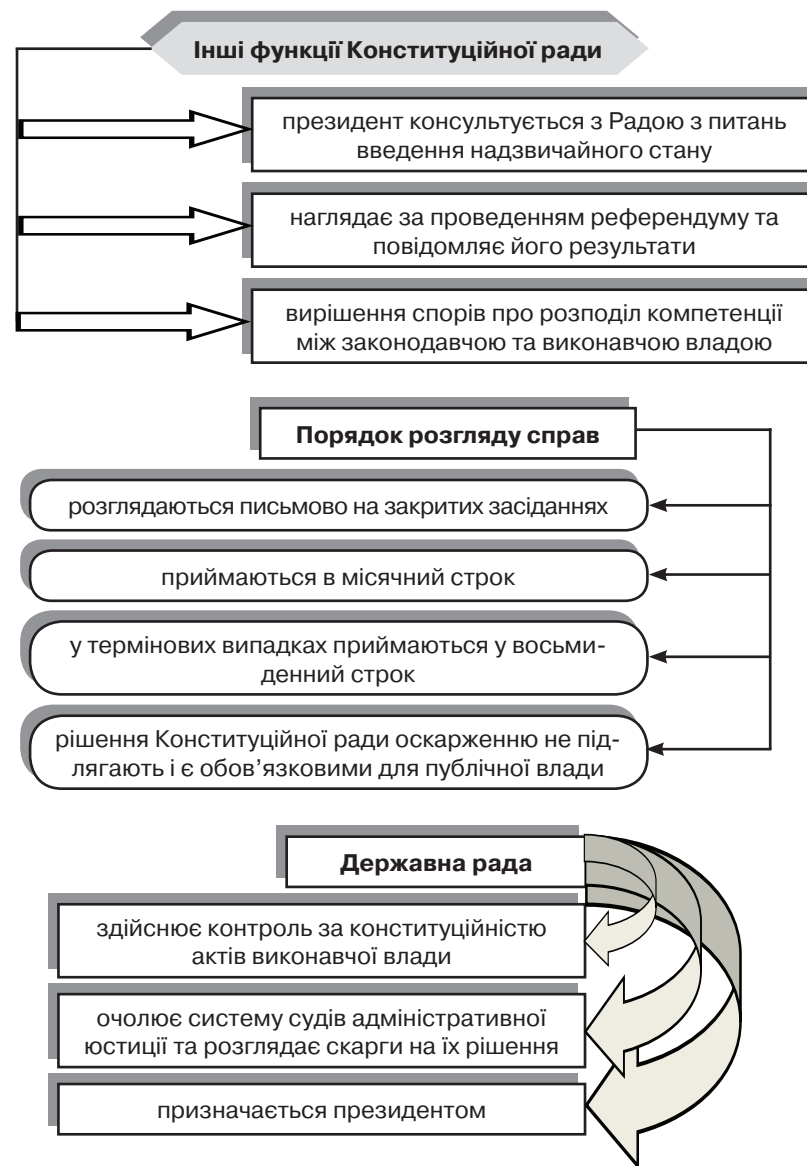 Інші функції Конституційної ради
президент консультується з Радою з питань
введення надзвичайного стану
наглядає за проведенням референдуму та
повідомляє його результати
вирішення спорів про розподіл компетенції
між законодавчою та виконавчою владою
Порядок розгляду справ
розглядаються письмово на закритих засіданнях
приймаються в місячний строк
у термінових випадках приймаються у восьми-
денний строк
рішення Конституційної ради оскарженню не під-
лягають і є обов’язковими для публічної влади
Державна рада
здійснює контроль за конституційністю
актів виконавчої влади
очолює систему судів адміністративної
юстиції та розглядає скарги на їх рішення
призначається президентом